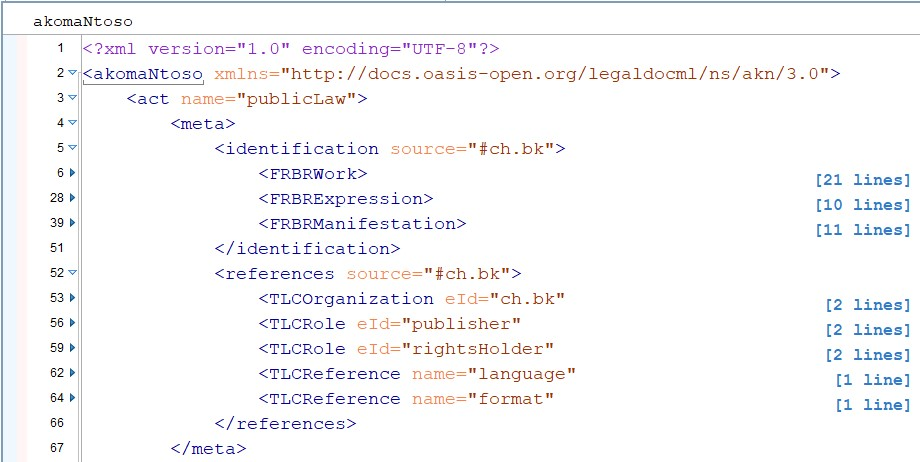 akomaNtoso
1 <?xml version="1.0" encoding="UTF-8"?>
2 <akomaNtoso xmlns="http://docs.oasis-open.org/legaldocml/ns/akn/3.0">
3 <act name="publicLaw">
4 <meta>
5 <identification source="#ch.bk">
6 <FRBRWork> [21 lines]
28 <FRBRExpression> [10 lines]
39 <FRBRManifestation> [11 lines]
51 </identification>
52 <references source="#ch.bk">
53 <TLCOrganization eId="ch.bk" [2 lines]
56 <TLCRole eId="publisher" [2 lines]
59 <TLCRole eId="rightsHolder" [2 lines]
62 <TLCReference name="language" [1 line]
64 <TLCReference name="format" [1 line]
66 </references>
67 </meta>